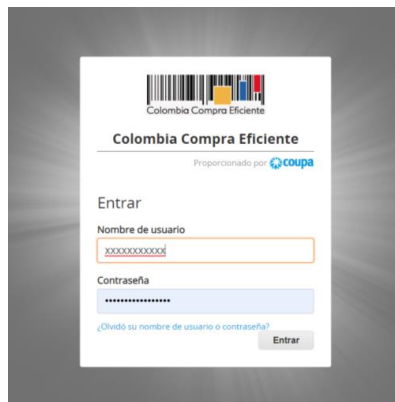 Colombia Compra Eficiente
Colombia Compra Eficiente
Proporcionado por coupa
Entrar
Nombre de usuario
xxxxxxxxxxx
Contraseña
•••••••••••••••••
¿Olvidó su nombre de usuario o contraseña?
Entrar